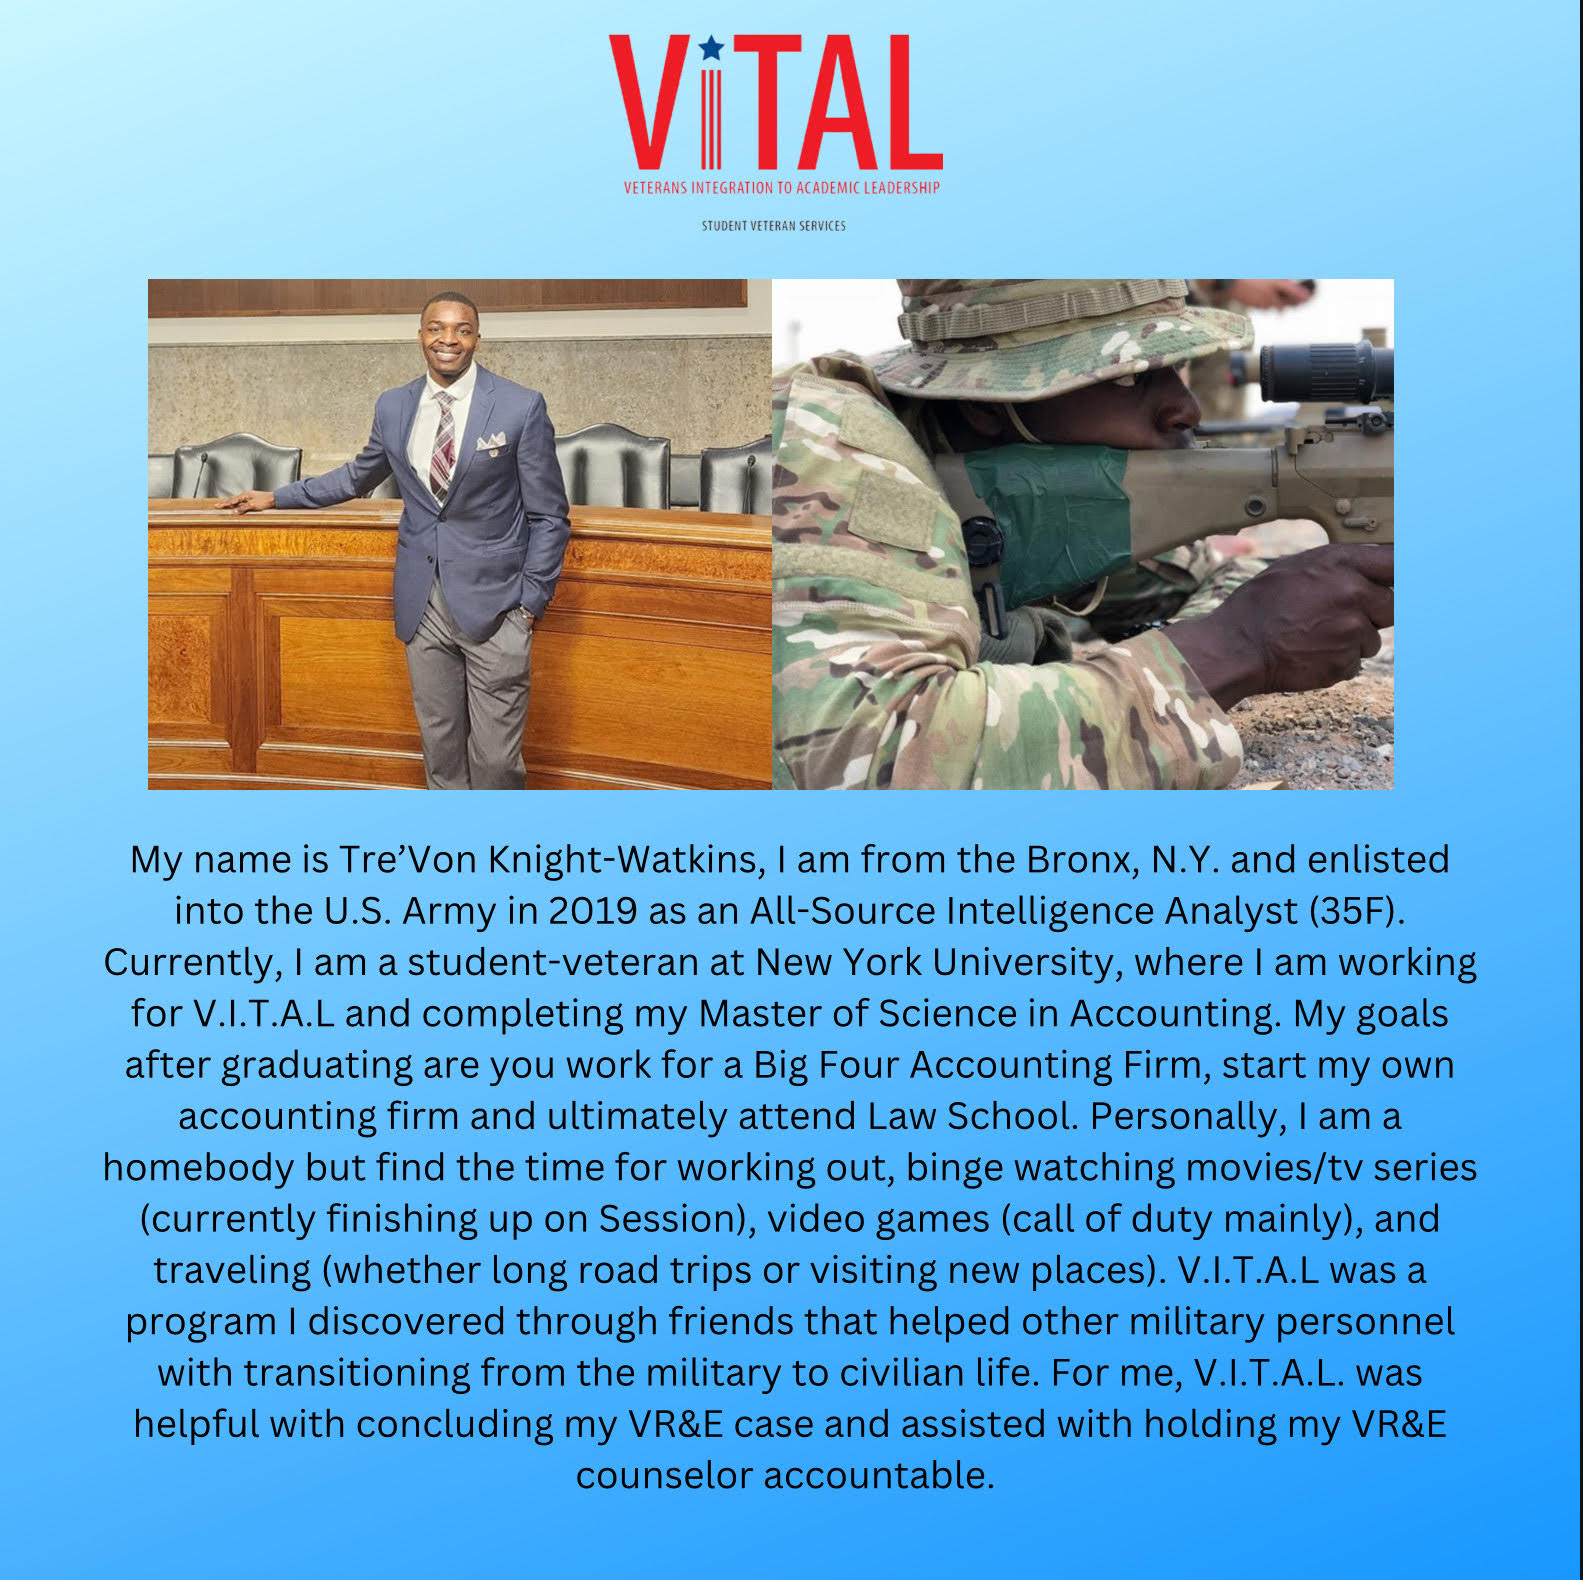 ViTAL
VETERANS INTEGRATION TO ACADEMIC LEADERSHIP
STUDENT VETERAN SERVICES
My name is Tre’Von Knight-Watkins, I am from the Bronx, N.Y. and enlisted
into the U.S. Army in 2019 as an All-Source Intelligence Analyst (35F).
Currently, I am a student-veteran at New York University, where I am working
for V.I.T.A.L and completing my Master of Science in Accounting. My goals
after graduating are you work for a Big Four Accounting Firm, start my own
accounting firm and ultimately attend Law School. Personally, I am a
homebody but find the time for working out, binge watching movies/tv series
(currently finishing up on Session), video games (call of duty mainly), and
traveling (whether long road trips or visiting new places). V.I.T.A.L was a
program I discovered through friends that helped other military personnel
with transitioning from the military to civilian life. For me, V.I.T.A.L. was
helpful with concluding my VR&E case and assisted with holding my VR&E
counselor accountable.